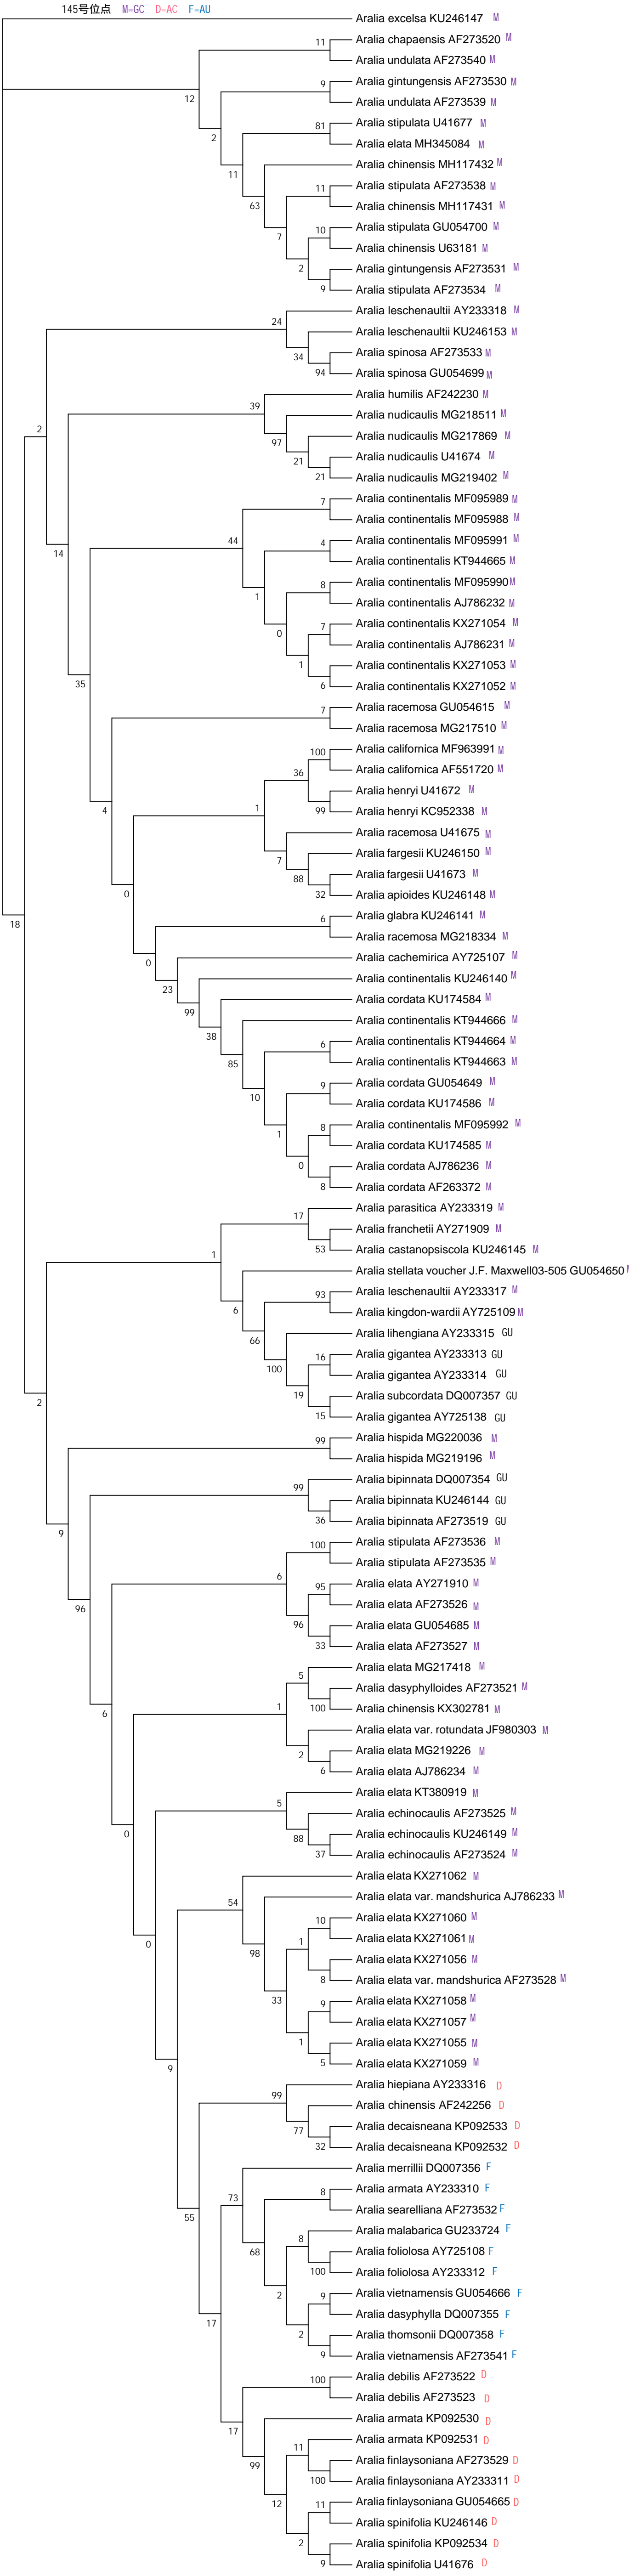 145号位点 M=GC D=AC F=AU
Aralia excelsa KU246147 M
11 Aralia chapaensis AF273520 M
Aralia undulata AF273540 M
12
9 Aralia gintungensis AF273530 M
Aralia undulata AF273539 M
2
81 Aralia stipulata U41677 M
Aralia elata MH345084 M
11
Aralia chinensis MH117432 M
63
11 Aralia stipulata AF273538 M
Aralia chinensis MH117431 M
7
10 Aralia stipulata GU054700 M
Aralia chinensis U63181 M
2
Aralia gintungensis AF273531 M
9 Aralia stipulata AF273534 M
24 Aralia leschenaultii AY233318 M
Aralia leschenaultii KU246153 M
34
Aralia spinosa AF273533 M
94 Aralia spinosa GU054699 M
39 Aralia humilis AF242230 M
Aralia nudicaulis MG218511 M
2
97
Aralia nudicaulis MG217869 M
21
Aralia nudicaulis U41674 M
21 Aralia nudicaulis MG219402 M
7 Aralia continentalis MF095989 M
Aralia continentalis MF095988 M
44
4 Aralia continentalis MF095991 M
14
Aralia continentalis KT944665 M
1
8 Aralia continentalis MF095990 M
Aralia continentalis AJ786232 M
0
7 Aralia continentalis KX271054 M
Aralia continentalis AJ786231 M
1
Aralia continentalis KX271053 M
35
6 Aralia continentalis KX271052 M
7 Aralia racemosa GU054615 M
Aralia racemosa MG217510 M
100 Aralia californica MF963991 M
36
Aralia californica AF551720 M
Aralia henryi U41672 M
99 Aralia henryi KC952338 M
4
1
Aralia racemosa U41675 M
7
Aralia fargesii KU246150 M
88
Aralia fargesii U41673 M
32 Aralia apioides KU246148 M
0
6 Aralia glabra KU246141 M
18
Aralia racemosa MG218334 M
0
Aralia cachemirica AY725107 M
23
Aralia continentalis KU246140 M
99
Aralia cordata KU174584 M
38
Aralia continentalis KT944666 M
85
6 Aralia continentalis KT944664 M
Aralia continentalis KT944663 M
10
9 Aralia cordata GU054649 M
Aralia cordata KU174586 M
1
8 Aralia continentalis MF095992 M
Aralia cordata KU174585 M
0
Aralia cordata AJ786236 M
8 Aralia cordata AF263372 M
17 Aralia parasitica AY233319 M
Aralia franchetii AY271909 M
53 Aralia castanopsiscola KU246145 M
1
Aralia stellata voucher J.F. Maxwell03-505 GU054650
6
93 Aralia leschenaultii AY233317 M
Aralia kingdon-wardii AY725109 M
66
Aralia lihengiana AY233315 GU
100
16 Aralia gigantea AY233313 GU
Aralia gigantea AY233314 GU
19
Aralia subcordata DQ007357 GU
2
15 Aralia gigantea AY725138 GU
99 Aralia hispida MG220036 M
Aralia hispida MG219196 M
99 Aralia bipinnata DQ007354 GU
Aralia bipinnata KU246144 GU
9
36 Aralia bipinnata AF273519 GU
100 Aralia stipulata AF273536 M
Aralia stipulata AF273535 M
6
95 Aralia elata AY271910 M
96
Aralia elata AF273526 M
96
Aralia elata GU054685 M
33 Aralia elata AF273527 M
5 Aralia elata MG217418 M
Aralia dasyphylloides AF273521 M
6
1
100 Aralia chinensis KX302781 M
Aralia elata var. rotundata JF980303 M
2
Aralia elata MG219226 M
6 Aralia elata AJ786234 M
5 Aralia elata KT380919 M
0
Aralia echinocaulis AF273525 M
88
Aralia echinocaulis KU246149 M
37 Aralia echinocaulis AF273524 M
54
Aralia elata KX271062 M
Aralia elata var. mandshurica AJ786233 M
0
98
10 Aralia elata KX271060 M
1
Aralia elata KX271061 M
Aralia elata KX271056 M
8 Aralia elata var. mandshurica AF273528 M
33
9 Aralia elata KX271058 M
Aralia elata KX271057 M
1
Aralia elata KX271055 M
9
5 Aralia elata KX271059 M
99 Aralia hiepiana AY233316 D
Aralia chinensis AF242256 D
77
Aralia decaisneana KP092533 D
32 Aralia decaisneana KP092532 D
Aralia merrillii DQ007356 F
55
73
8 Aralia armata AY233310 F
Aralia searelliana AF273532 F
68
8 Aralia malabarica GU233724 F
Aralia foliolosa AY725108 F
100 Aralia foliolosa AY233312 F
2
9 Aralia vietnamensis GU054666 F
17
Aralia dasyphylla DQ007355 F
2
Aralia thomsonii DQ007358 F
9 Aralia vietnamensis AF273541 F
100 Aralia debilis AF273522 D
Aralia debilis AF273523 D
17
Aralia armata KP092530 D
99
11 Aralia armata KP092531 D
Aralia finlaysoniana AF273529 D
100 Aralia finlaysoniana AY233311 D
12
11 Aralia finlaysoniana GU054665 D
Aralia spinifolia KU246146 D
2
Aralia spinifolia KP092534 D
9 Aralia spinifolia U41676 D